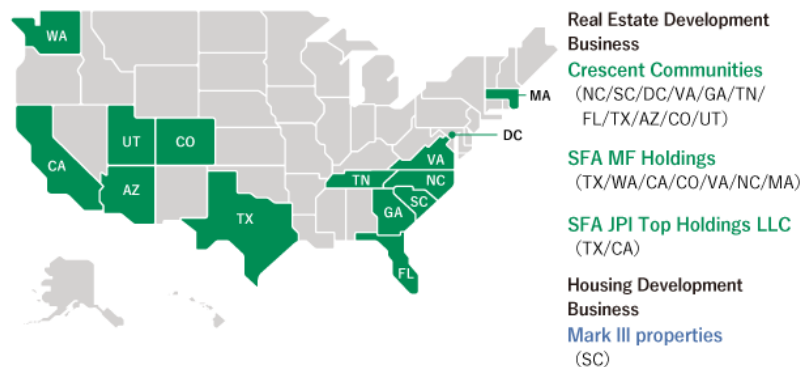 WA
MA
DC
UT
CO
CA
VA
TN
NC
AZ
SC
GA
TX
FL
Real Estate Development
Business
Crescent Communities
(NC/SC/DC/VA/GA/TN/
FL/TX/AZ/CO/UT)
SFA MF Holdings
(TX/WA/CA/CO/VA/NC/MA)
SFA JPI Top Holdings LLC
(TX/CA)
Housing Development
Business
Mark III properties
(SC)